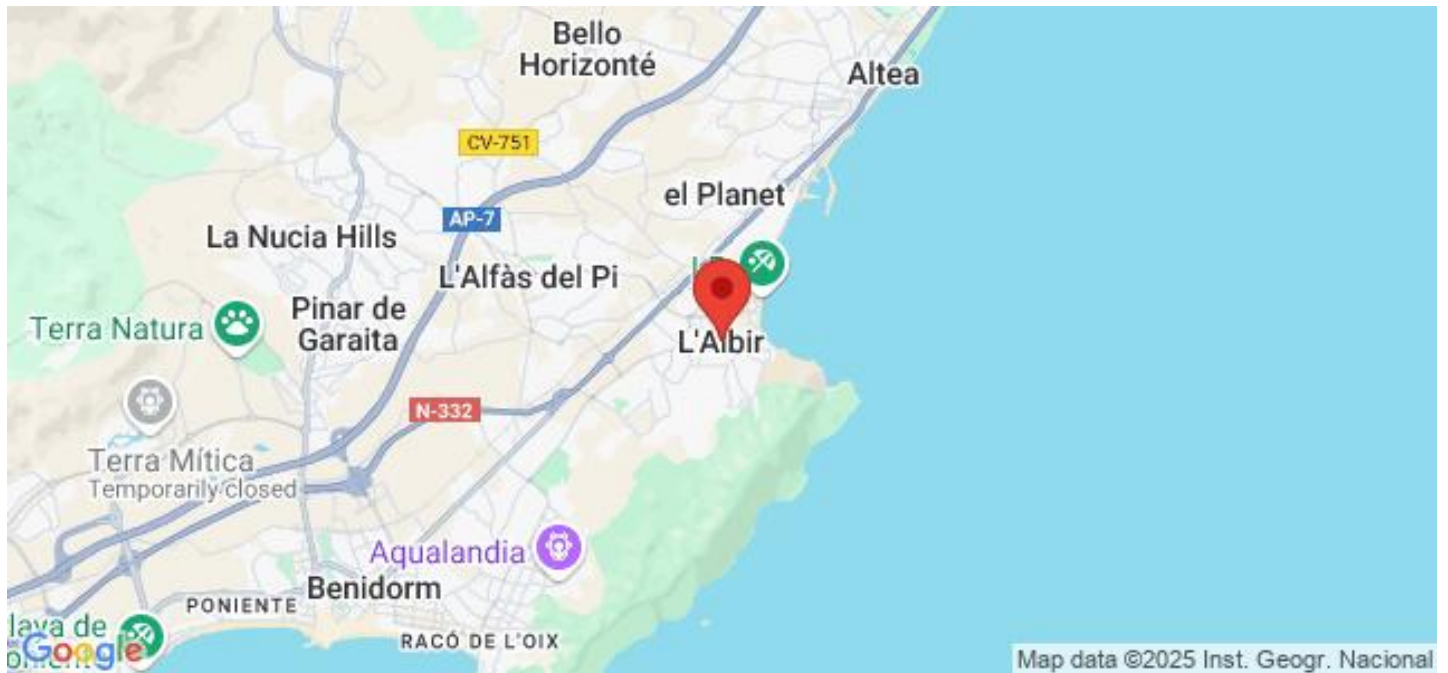 Bello
Horizonté
Altea
CV-751
el Planet
AP-7
La Nucia Hills
L'Alfàs del Pi
Pinar de
Garaita
Terra Natura
L'Albir
N-332
Terra Mítica
Temporarily closed
Aqualandia
Benidorm
PONIENTE
RACÓ DE L'OIX
laya de
Google
Map data ©2025 Inst. Geogr. Nacional